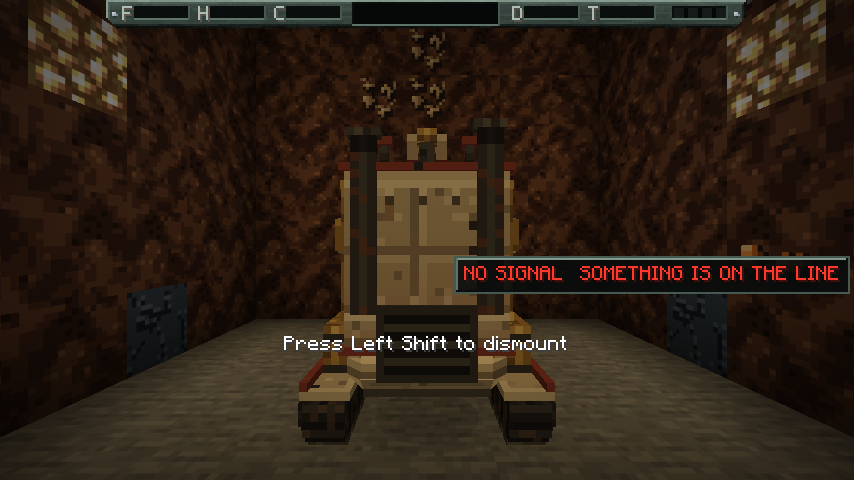 F H C D T
NO SIGNAL SOMETHING IS ON THE LINE
Press Left Shift to dismount